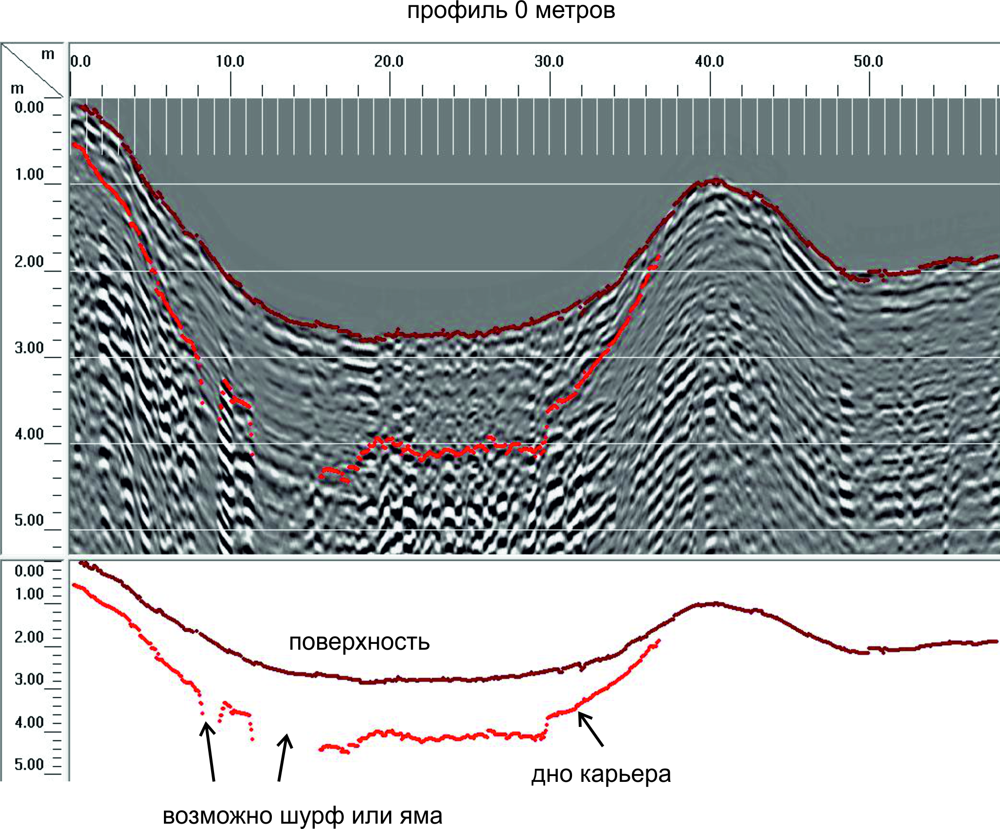 профиль 0 метров
m
0.0 10.0 20.0 30.0 40.0 50.0
m
0.00
1.00
2.00
3.00
4.00
5.00
0.00
1.00
2.00
3.00
4.00
5.00
поверхность
дно карьера
возможно шурф или яма